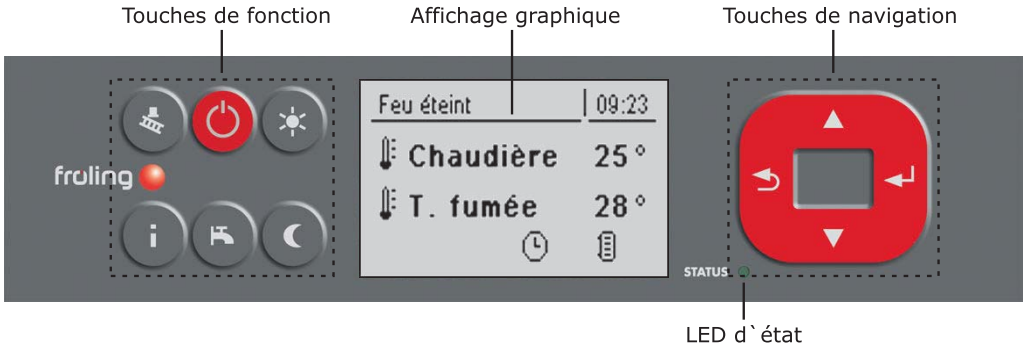 Touches de fonction
Affichage graphique
Touches de navigation
Feu éteint 09:23
Chaudière 25°
T. fumée 28°
fröling
i
STATUS
LED d`état